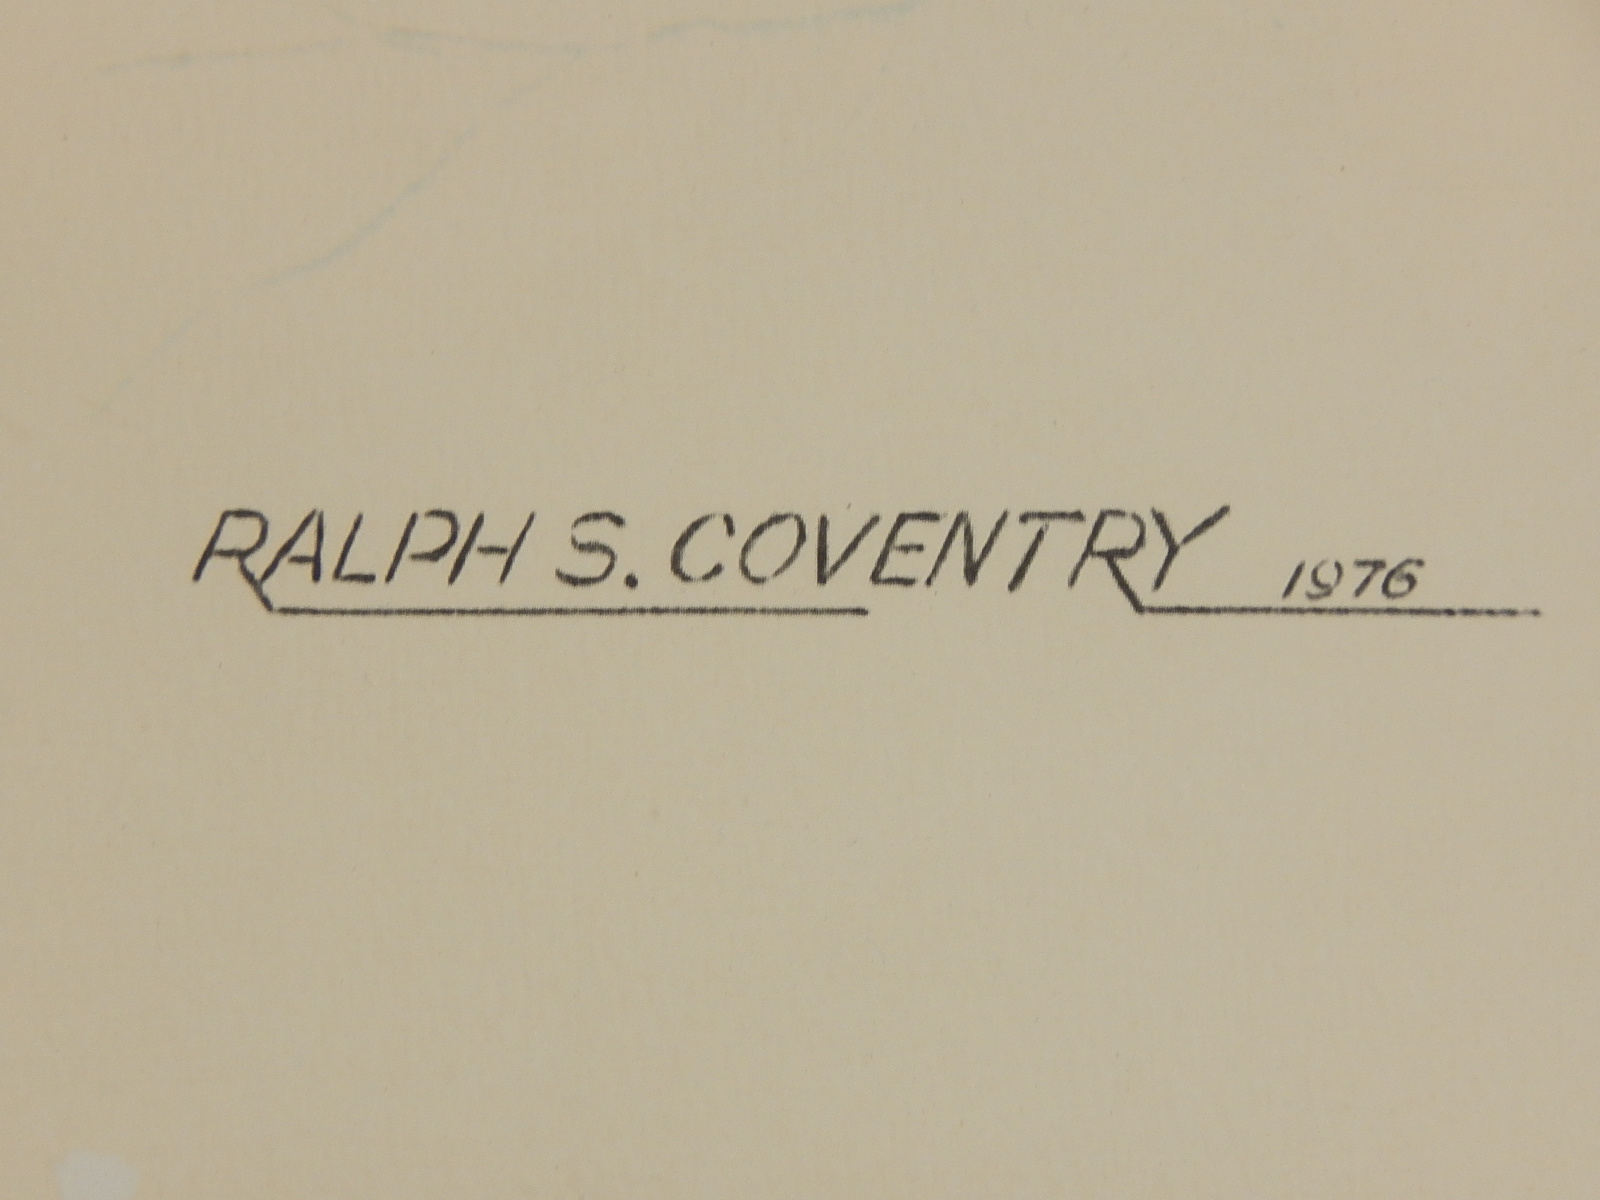 RALPH S. COVENTRY 1976